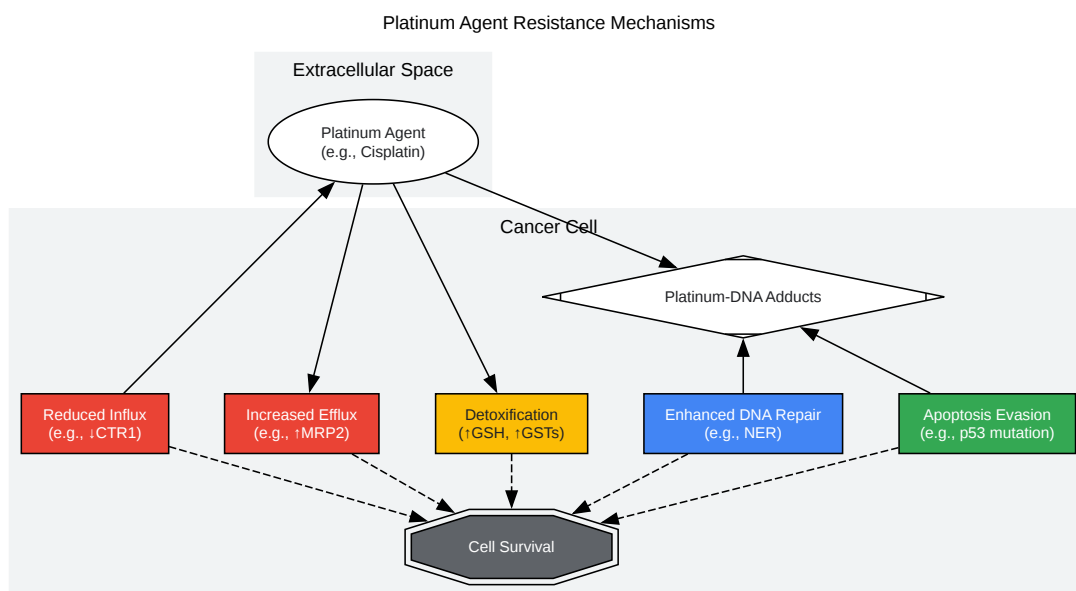 Platinum Agent Resistance Mechanisms
Extracellular Space
Platinum Agent
(e.g., Cisplatin)
Cancer Cell
Platinum-DNA Adducts
Reduced Influx
(e.g., ↓CTR1)
Increased Efflux
(e.g., ↑MRP2)
Detoxification
(↑GSH, ↑GSTs)
Enhanced DNA Repair
(e.g., NER)
Apoptosis Evasion
(e.g., p53 mutation)
Cell Survival